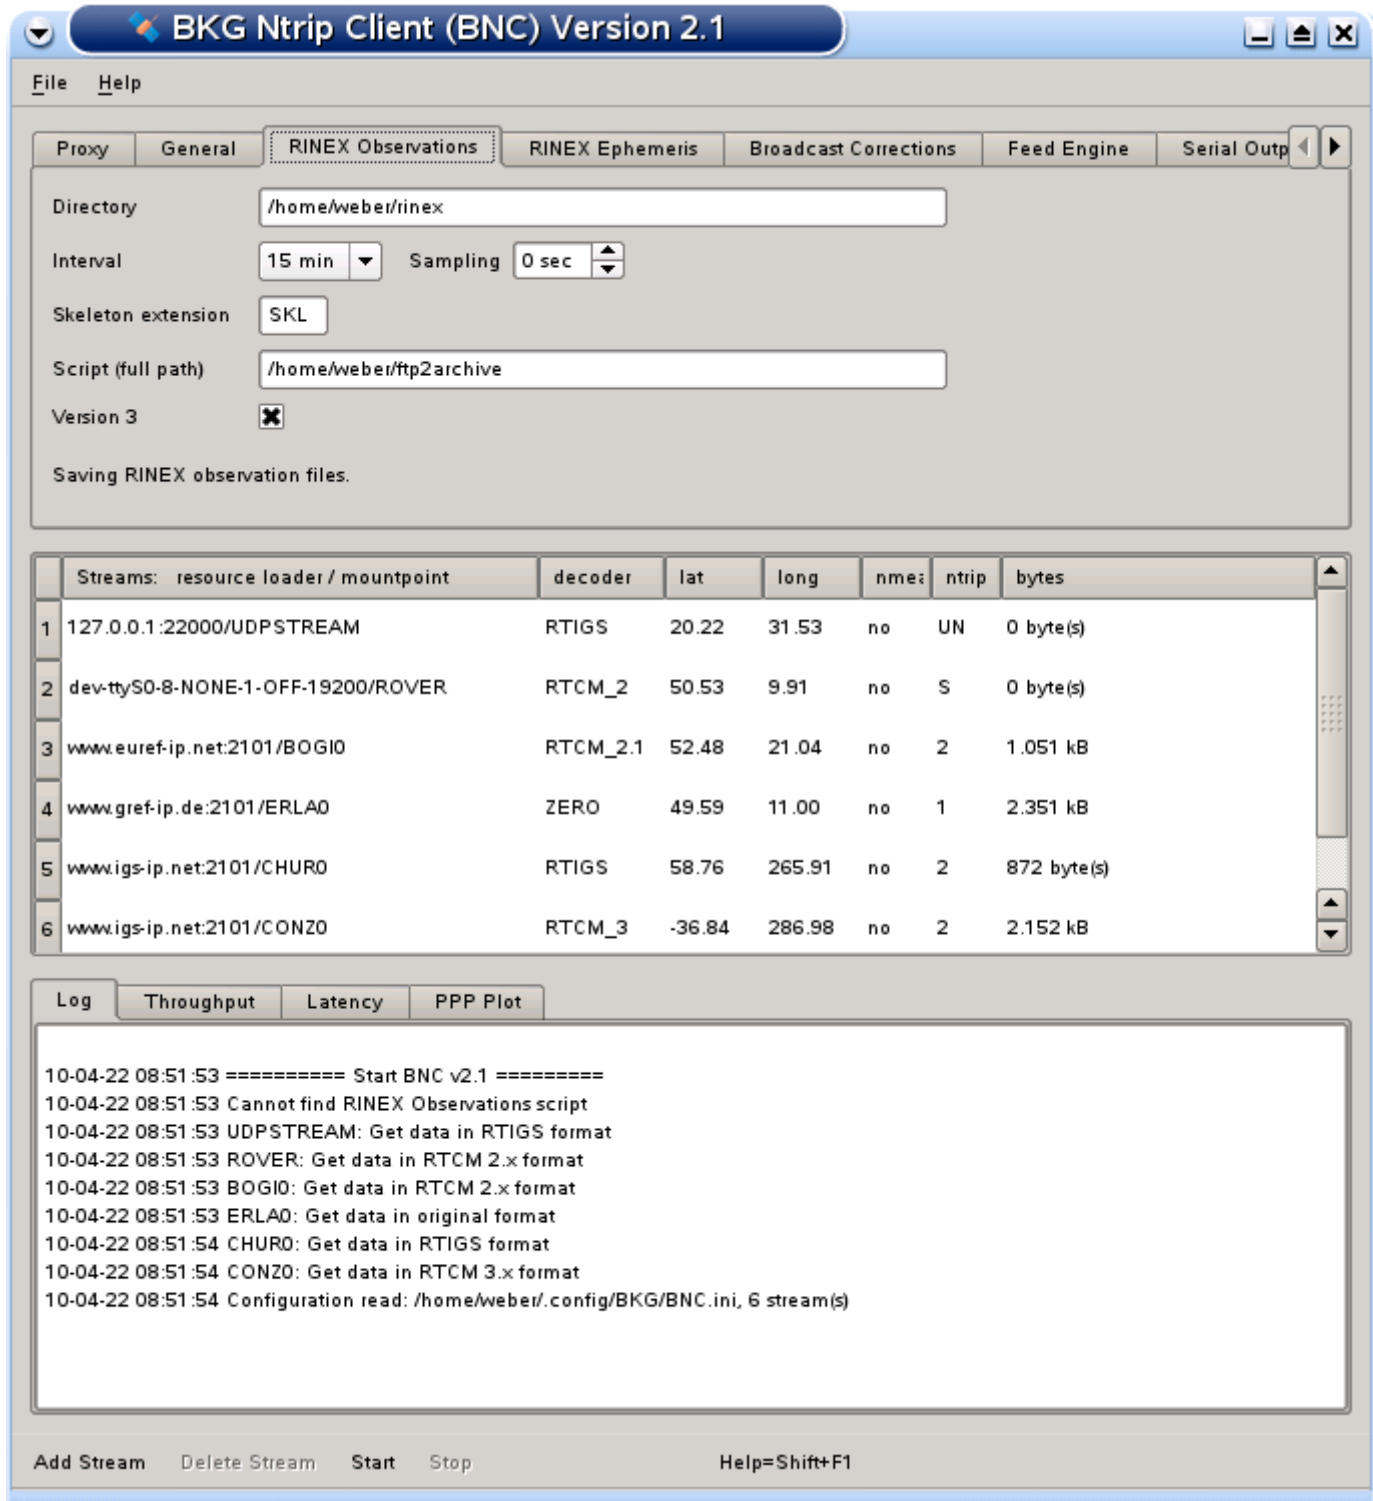 BKG Ntrip Client (BNC) Version 2.1
File Help
Proxy General RINEX Observations RINEX Ephemeris Broadcast Corrections Feed Engine Serial Outp
Directory /home/weber/rinex
Interval 15 min Sampling 0 sec
Skeleton extension SKL
Script (full path) /home/weber/ftp2archive
Version 3
Saving RINEX observation files.
Streams: resource loader / mountpoint decoder lat long nmea ntrip bytes
1 127.0.0.1:22000/UDPSTREAM RTIGS 20.22 31.53 no UN 0 byte(s)
2 dev-ttyS0-8-NONE-1-OFF-19200/ROVER RTCM_2 50.53 9.91 no S 0 byte(s)
3 www.euref-ip.net:2101/BOGI0 RTCM_2.1 52.48 21.04 no 2 1.051 kB
4 www.gref-ip.de:2101/ERLA0 ZERO 49.59 11.00 no 1 2.351 kB
5 www.igs-ip.net:2101/CHUR0 RTIGS 58.76 265.91 no 2 872 byte(s)
6 www.igs-ip.net:2101/CONZ0 RTCM_3 -36.84 286.98 no 2 2.152 kB
Log Throughput Latency PPP Plot
10-04-22 08:51:53 ========== Start BNC v2.1 =========
10-04-22 08:51:53 Cannot find RINEX Observations script
10-04-22 08:51:53 UDPSTREAM: Get data in RTIGS format
10-04-22 08:51:53 ROVER: Get data in RTCM 2.x format
10-04-22 08:51:53 BOGI0: Get data in RTCM 2.x format
10-04-22 08:51:53 ERLA0: Get data in original format
10-04-22 08:51:54 CHUR0: Get data in RTIGS format
10-04-22 08:51:54 CONZ0: Get data in RTCM 3.x format
10-04-22 08:51:54 Configuration read: /home/weber/.config/BKG/BNC.ini, 6 stream(s)
Add Stream Delete Stream Start Stop Help=Shift+F1